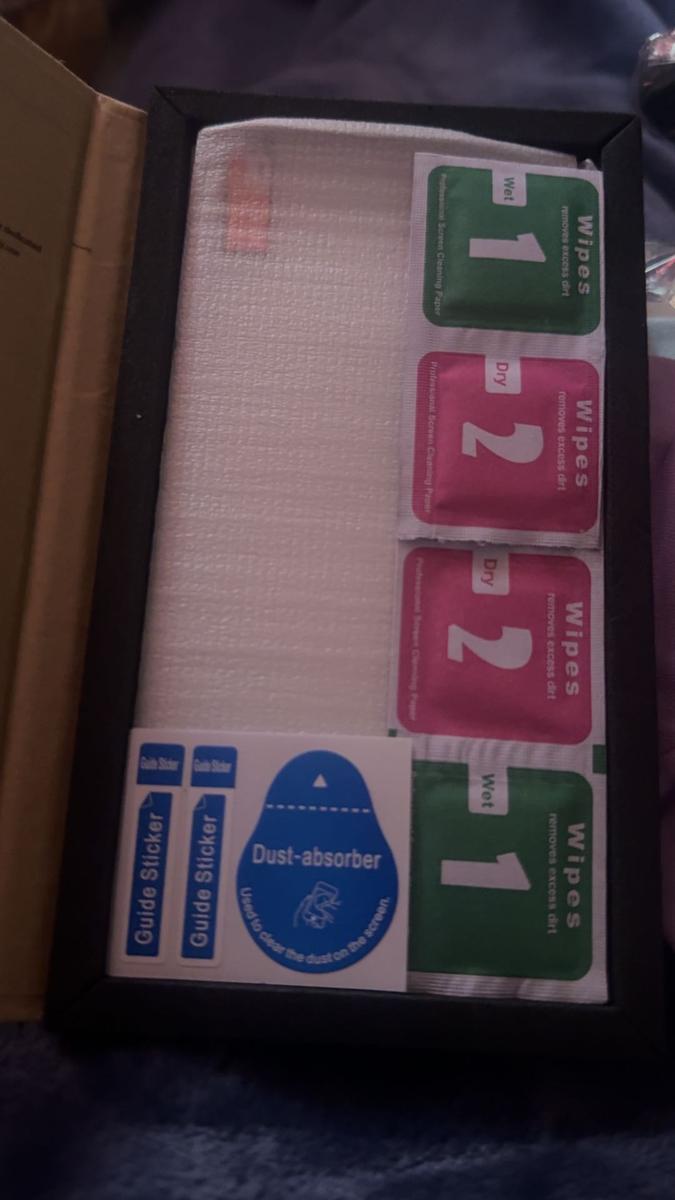 Wipes
removes excess dirt
Wet
1
Professional Screen Cleaning Paper
Wipes
removes excess dirt
Dry
2
Professional Screen Cleaning Paper
Wipes
removes excess dirt
Dry
2
Professional Screen Cleaning Paper
Wipes
removes excess dirt
Wet
1
Guide Sticker
Guide Sticker
Guide Sticker
Guide Sticker
Dust-absorber
Used to clear the dust on the screen.